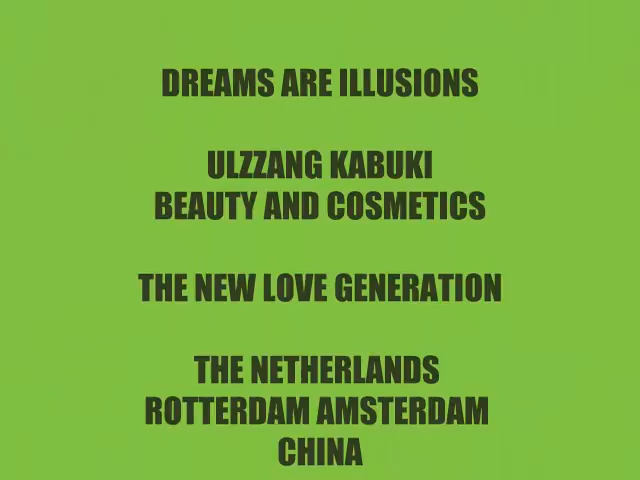 DREAMS ARE ILLUSIONS
ULZZANG KABUKI
BEAUTY AND COSMETICS
THE NEW LOVE GENERATION
THE NETHERLANDS
ROTTERDAM AMSTERDAM
CHINA